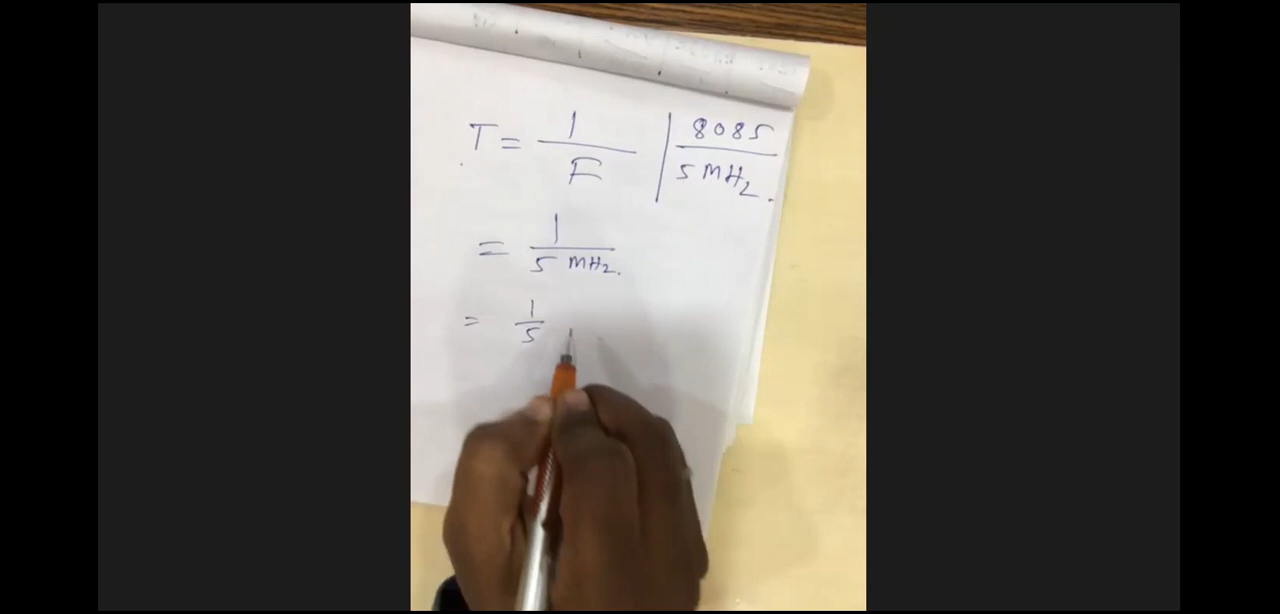 T = 1/F | 8085
5 MHz.
= 1/5 MHz.
= 1/5